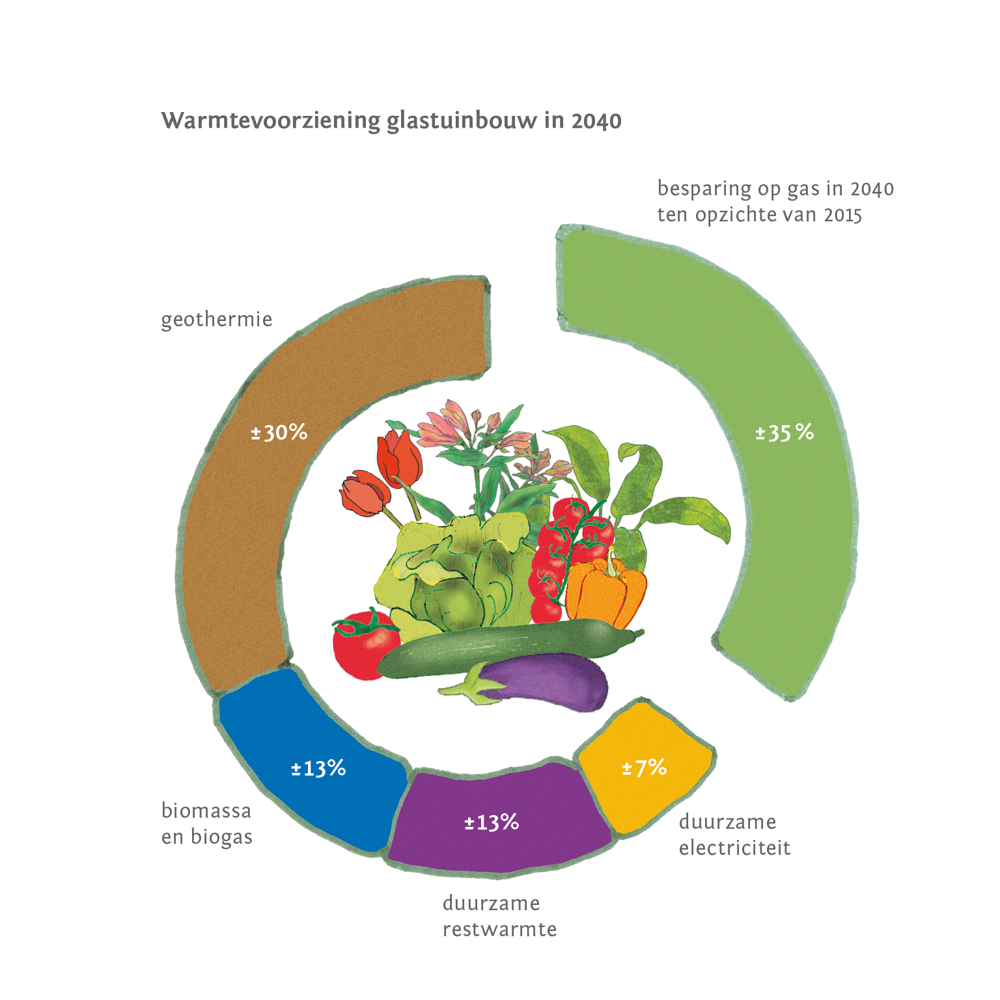 Warmtevoorziening glastuinbouw in 2040
besparing op gas in 2040
ten opzichte van 2015
geothermie
±30%
±35%
±13%
biomassa
en biogas
±13%
±7%
duurzame
electriciteit
duurzame
restwarmte